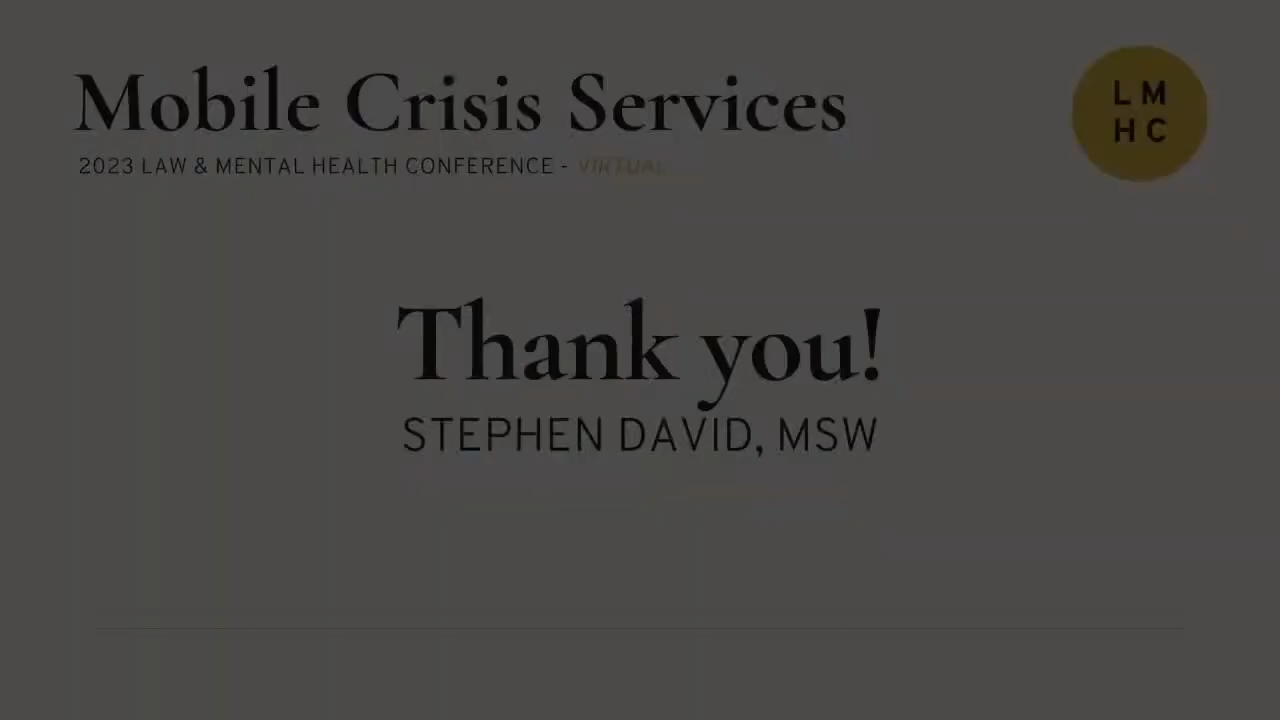 Mobile Crisis Services
L M
H C
2023 LAW & MENTAL HEALTH CONFERENCE - VIRTUAL
Thank you!
STEPHEN DAVID, MSW